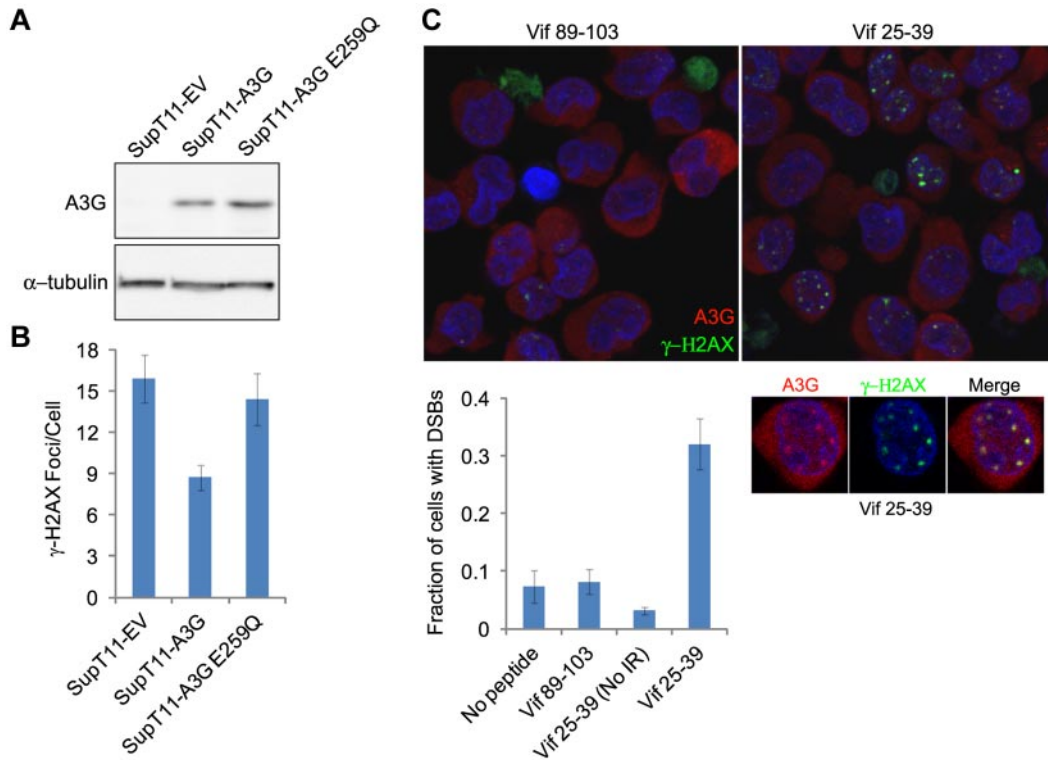 A
SupT11-EV
SupT11-A3G
SupT11-A3G E259Q
A3G
α-tubulin
B
γ-H2AX Foci/Cell
18
15
12
9
6
3
0
SupT11-EV
SupT11-A3G
SupT11-A3G E259Q
C
Vif 89-103
Vif 25-39
A3G
γ-H2AX
Fraction of cells with DSBs
0.4
0.3
0.2
0.1
0
No peptide
Vif 89-103
Vif 25-39 (No IR)
Vif 25-39
A3G
γ-H2AX
Merge
Vif 25-39